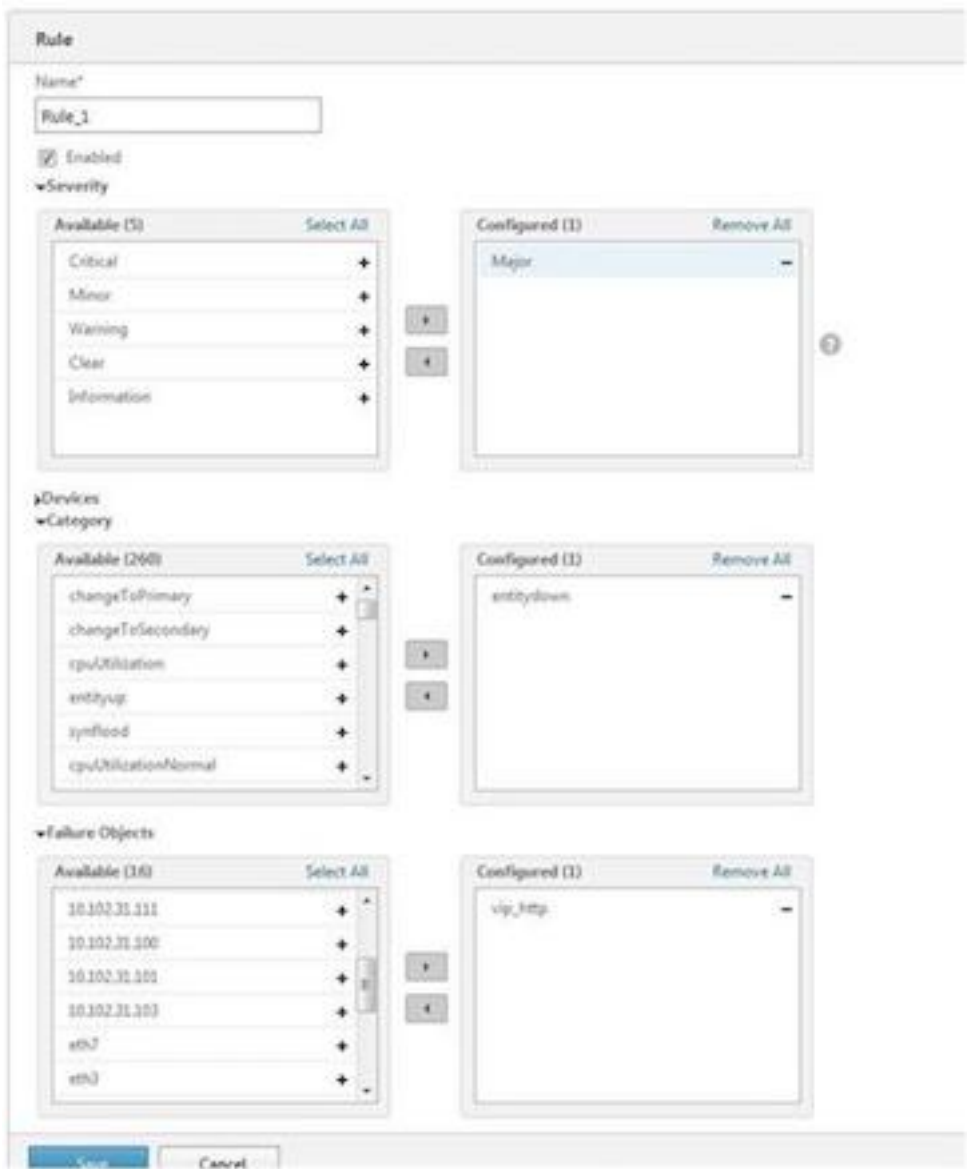 Rule
Name*
Rule_1
Enabled
Severity
Available (5) Select All
Critical
Minor
Warning
Clear
Information
Configured (1) Remove All
Major
Devices
Category
Available (260) Select All
changeToPrimary
changeToSecondary
cpuUtilization
entityup
synflood
cpuUtilizationNormal
Configured (1) Remove All
entitydown
Failure Objects
Available (16) Select All
10.102.31.111
10.102.31.100
10.102.31.101
10.102.31.103
eth7
eth3
Configured (1) Remove All
vip_http
Save Cancel